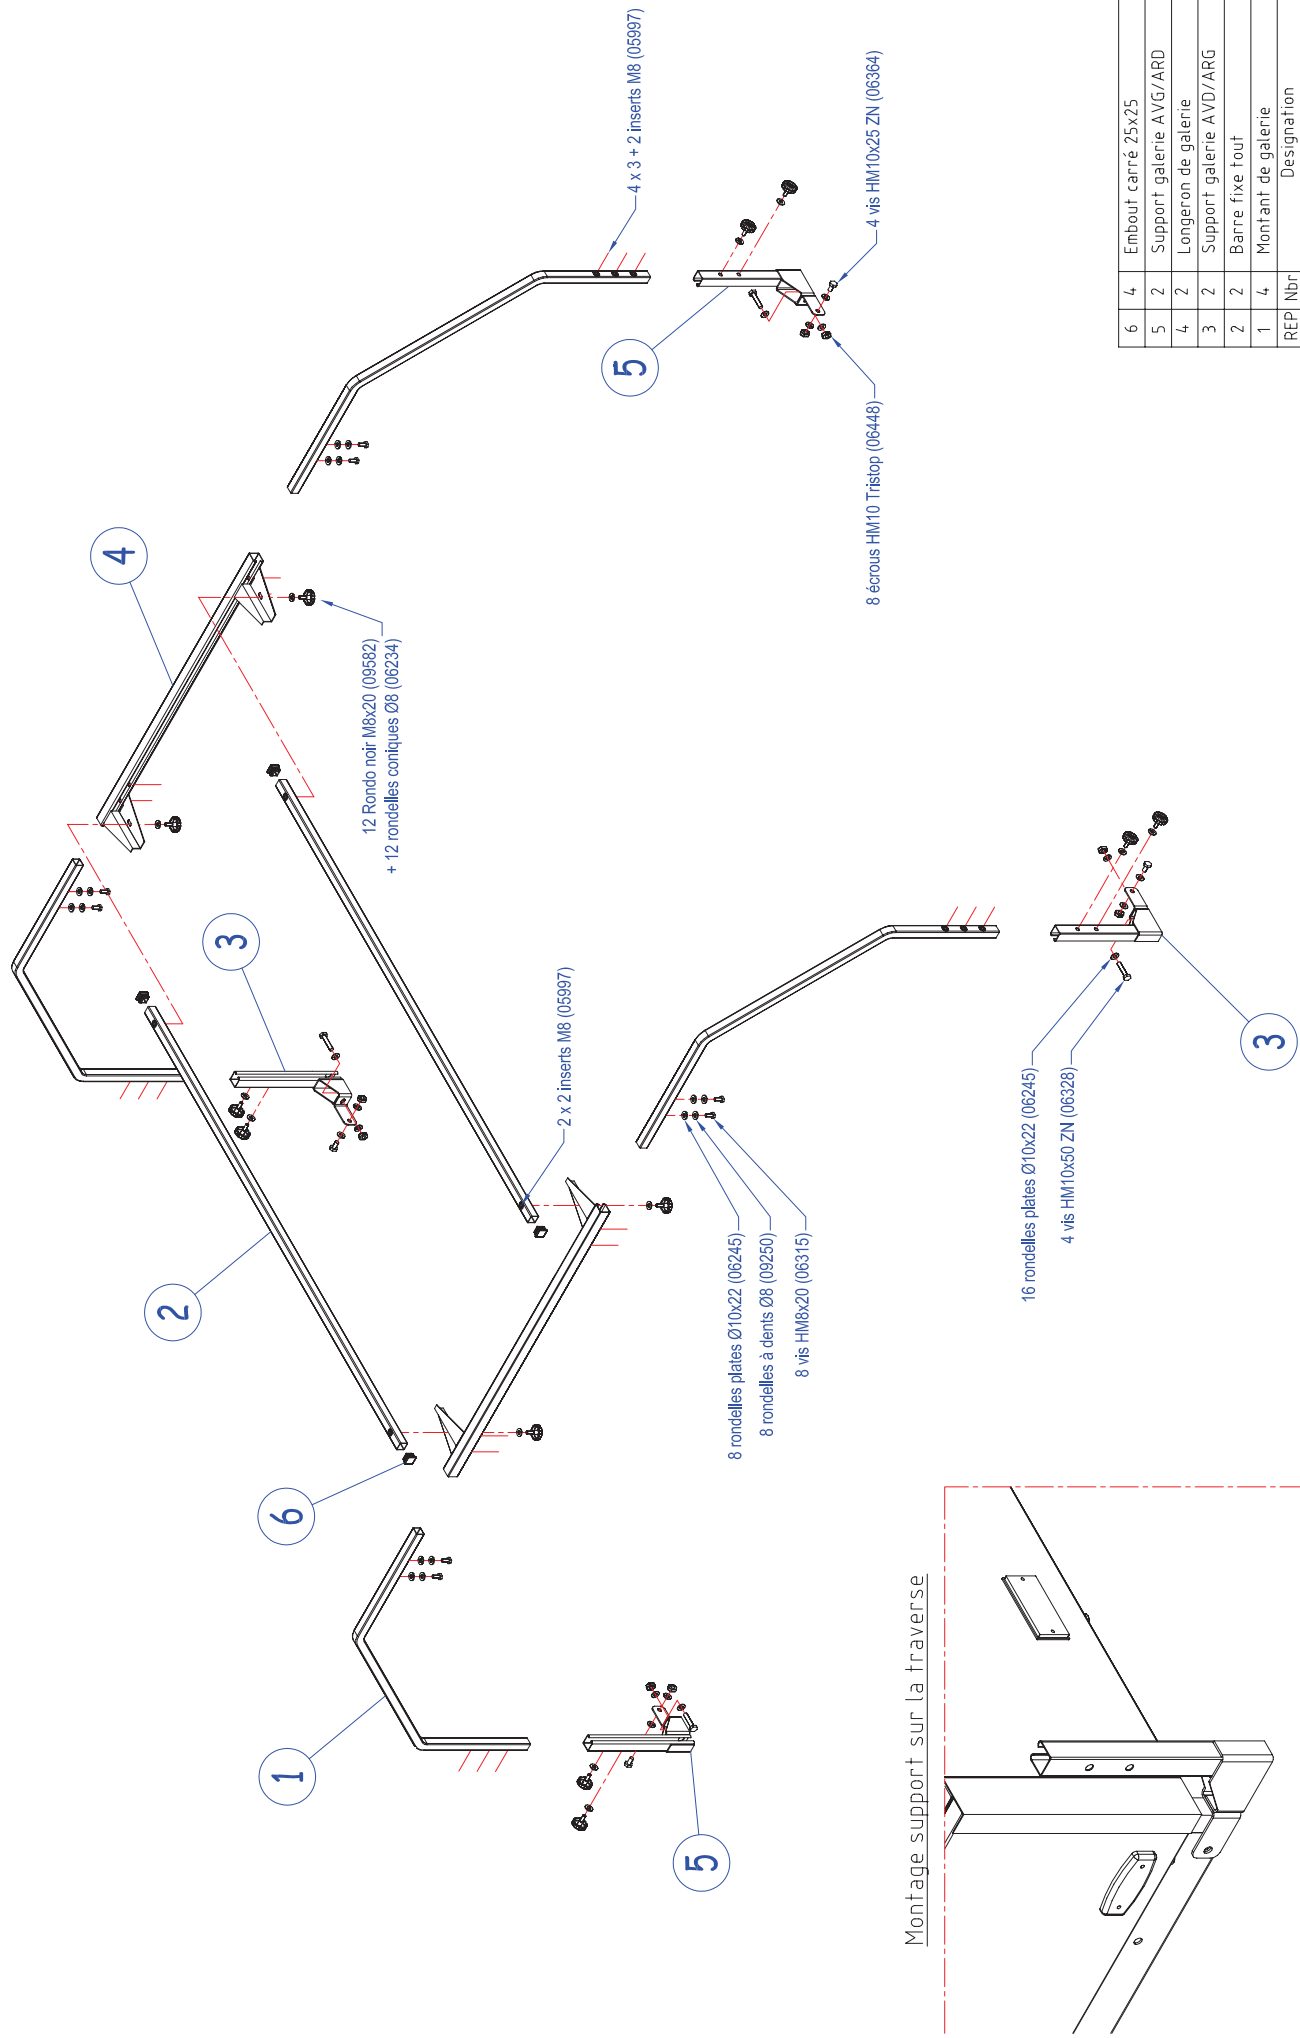 4 x 3 + 2 inserts M8 (05997)
4 vis HM10x25 ZN (06364)
5
8 écrous HM10 Tristop (06448)
4
12 Rondo noir M8x20 (09582)
+ 12 rondelles coniques Ø8 (06234)
3
2 x 2 inserts M8 (05997)
2
6
1
5
8 rondelles plates Ø10x22 (06245)
8 rondelles à dents Ø8 (09250)
8 vis HM8x20 (06315)
16 rondelles plates Ø10x22 (06245)
4 vis HM10x50 ZN (06328)
3
Montage support sur la traverse
6 4 Embout carré 25x25
5 2 Support galerie AVG/ARD
4 2 Longeron de galerie
3 2 Support galerie AVD/ARG
2 2 Barre fixe tout
1 4 Montant de galerie
REP Nbr Designation